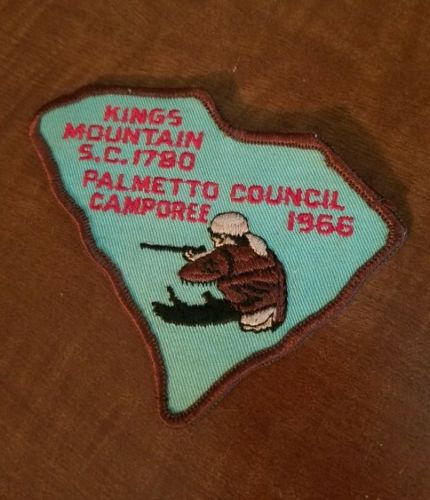 KINGS
MOUNTAIN
S.C. 1780
PALMETTO COUNCIL
CAMPOREE 1966